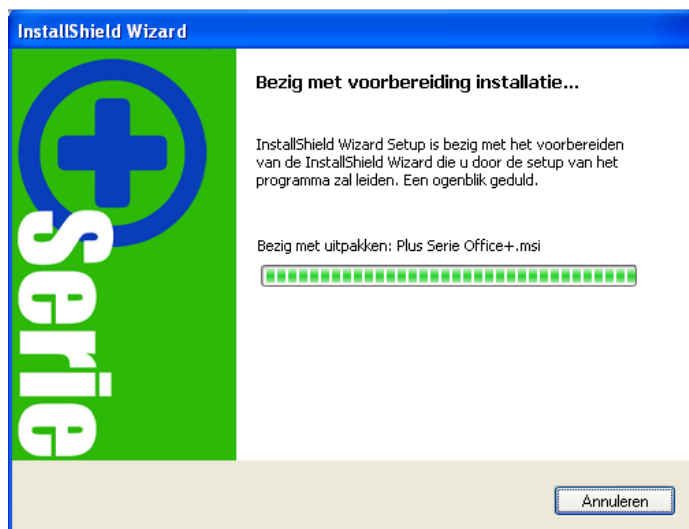 InstallShield Wizard
Serie
Bezig met voorbereiding installatie...
InstallShield Wizard Setup is bezig met het voorbereiden
van de InstallShield Wizard die u door de setup van het
programma zal leiden. Een ogenblik geduld.
Bezig met uitpakken: Plus Serie Office+.msi
Annuleren